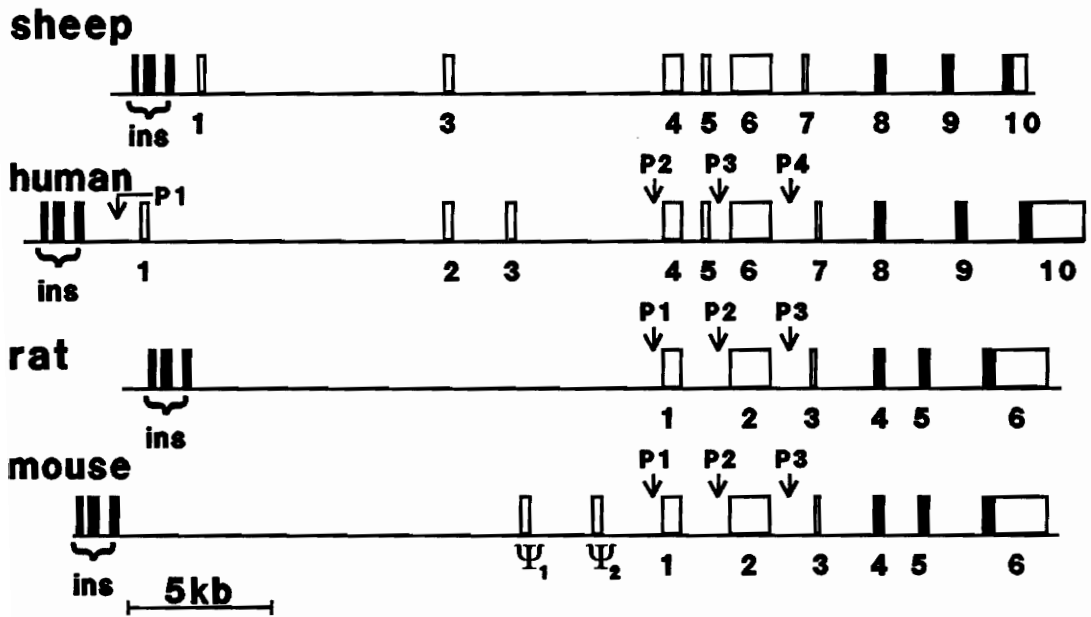 sheep
ins 1 3 4 5 6 7 8 9 10
human
P1 P2 P3 P4
ins 1 2 3 4 5 6 7 8 9 10
rat
P1 P2 P3
ins 1 2 3 4 5 6
mouse
P1 P2 P3
ins Ψ1 Ψ2 1 2 3 4 5 6
5kb